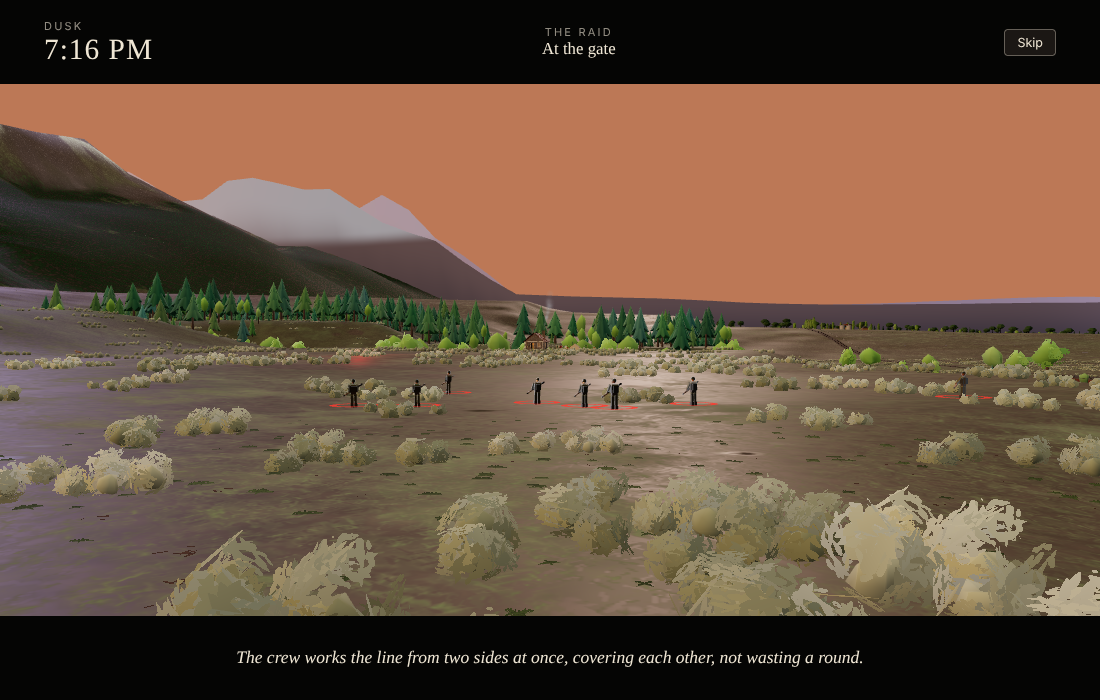 DUSK
7:16 PM
THE RAID
At the gate
Skip
The crew works the line from two sides at once, covering each other, not wasting a round.